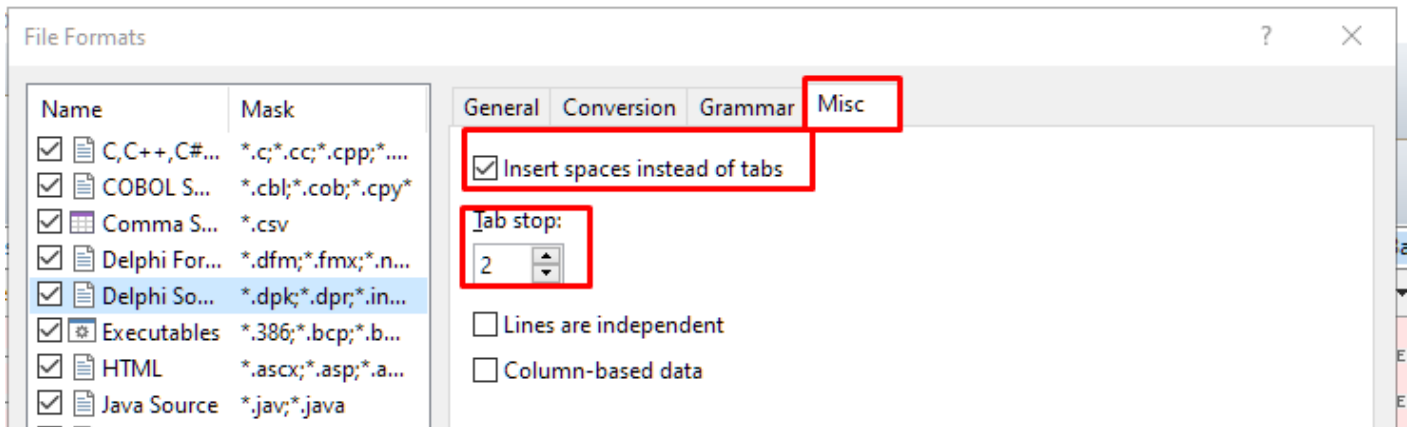 File Formats
?
Name Mask
General Conversion Grammar Misc
C,C++,C#... *.c;*.cc;*.cpp;*....
Insert spaces instead of tabs
COBOL S... *.cbl;*.cob;*.cpy*
Comma S... *.csv
Tab stop:
Delphi For... *.dfm;*.fmx;*.n...
2
Delphi So... *.dpk;*.dpr;*.in...
Executables *.386;*.bcp;*.b...
Lines are independent
HTML *.ascx;*.asp;*.a...
Column-based data
Java Source *.jav;*.java